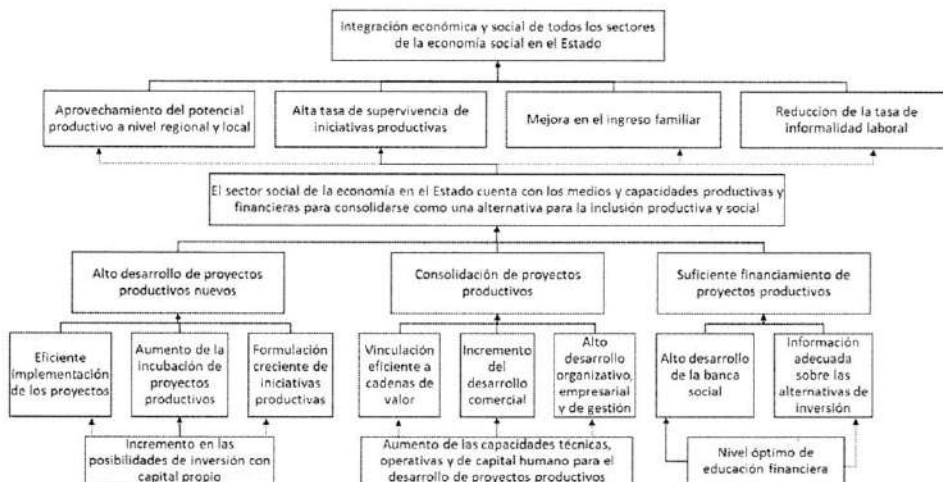 Integración económica y social de todos los sectores
de la economía social en el Estado
Aprovechamiento del potencial
productivo a nivel regional y local
Alta tasa de supervivencia de
iniciativas productivas
Mejora en el ingreso familiar
Reducción de la tasa de
informalidad laboral
El sector social de la economía en el Estado cuenta con los medios y capacidades productivas y
financieras para consolidarse como una alternativa para la inclusión productiva y social
Alto desarrollo de proyectos
productivos nuevos
Consolidación de proyectos
productivos
Suficiente financiamiento de
proyectos productivos
Eficiente
implementación
de los proyectos
Aumento de la
incubación de
proyectos
productivos
Formulación
creciente de
iniciativas
productivas
Vinculación
eficiente a
cadenas de
valor
Incremento
del
desarrollo
comercial
Alto
desarrollo
organizativo,
empresarial
y de gestión
Alto desarrollo
de la banca
social
Información
adecuada
sobre las
alternativas de
inversión
Incremento en las
posibilidades de inversión con
capital propio
Aumento de las capacidades técnicas,
operativas y de capital humano para el
desarrollo de proyectos productivos
Nivel óptimo de
educación financiera